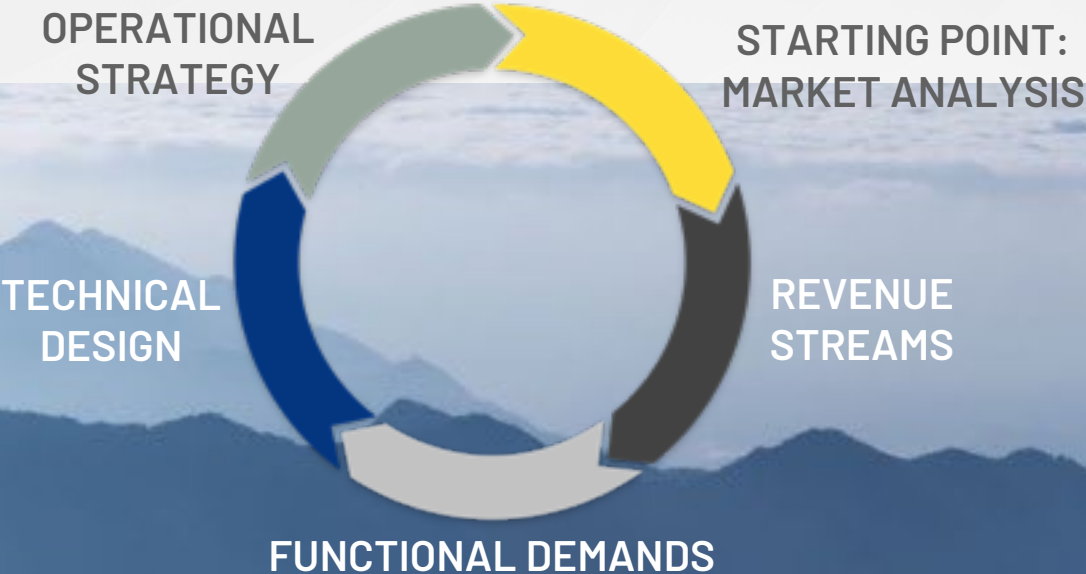 OPERATIONAL
STRATEGY
STARTING POINT:
MARKET ANALYSIS
TECHNICAL
DESIGN
REVENUE
STREAMS
FUNCTIONAL DEMANDS